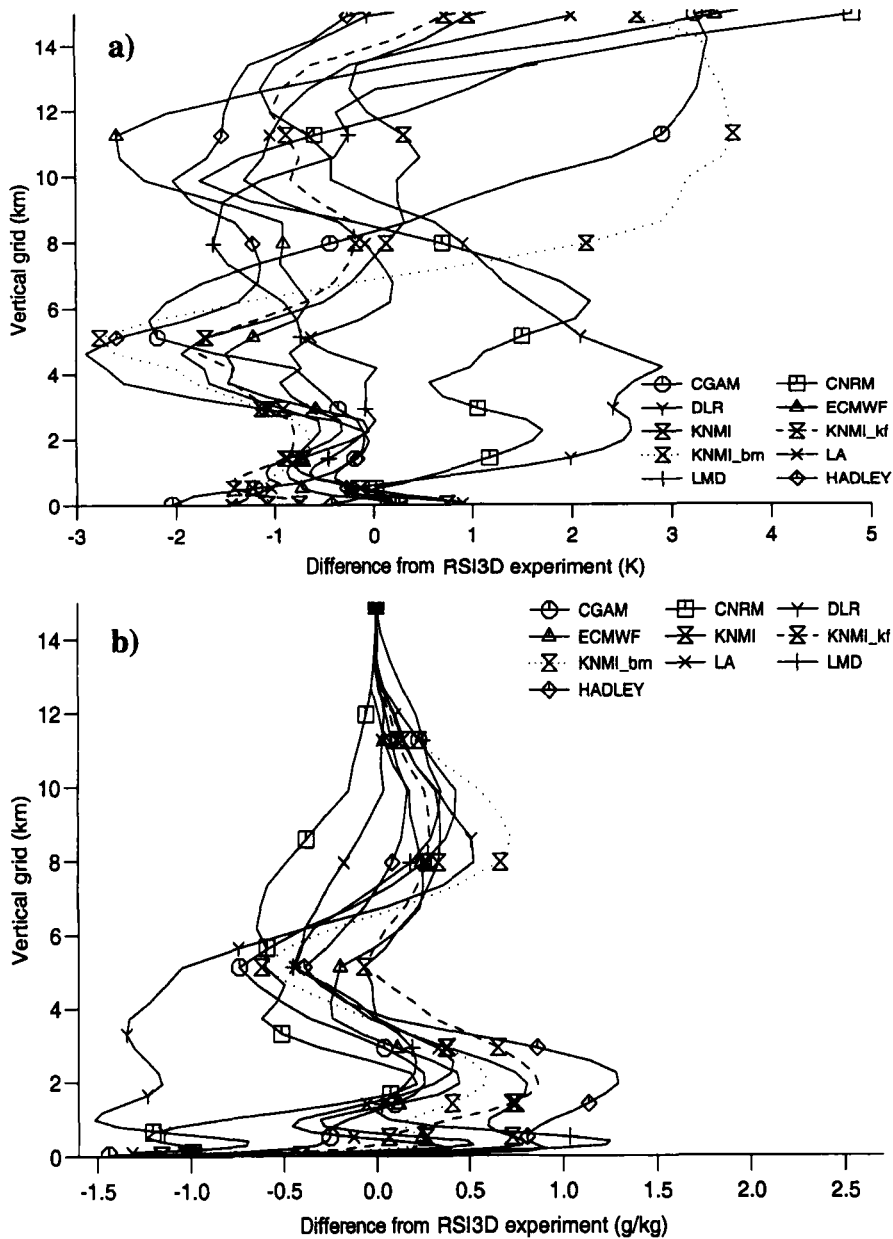 a)
14
12
10
8
6
4
2
0
Vertical grid (km)
CGAM CNRM
DLR ECMWF
KNMI KNMI_kf
KNMI_bm LA
LMD HADLEY
-3 -2 -1 0 1 2 3 4 5
Difference from RSI3D experiment (K)
b)
CGAM CNRM DLR
ECMWF KNMI KNMI_kf
KNMI_bm LA LMD
HADLEY
14
12
10
8
6
4
2
0
Vertical grid (km)
-1.5 -1.0 -0.5 0.0 0.5 1.0 1.5 2.0 2.5
Difference from RSI3D experiment (g/kg)